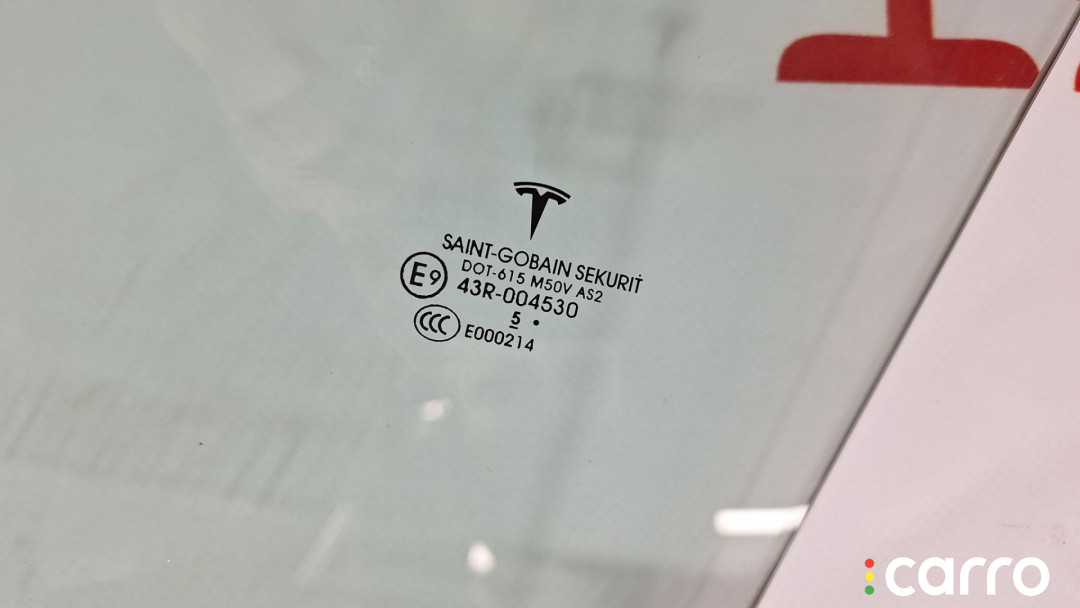 SAINT-GOBAIN SEKURIT
DOT-615 M50V AS2
E9 43R-004530
5 •
CCC E000214
carro